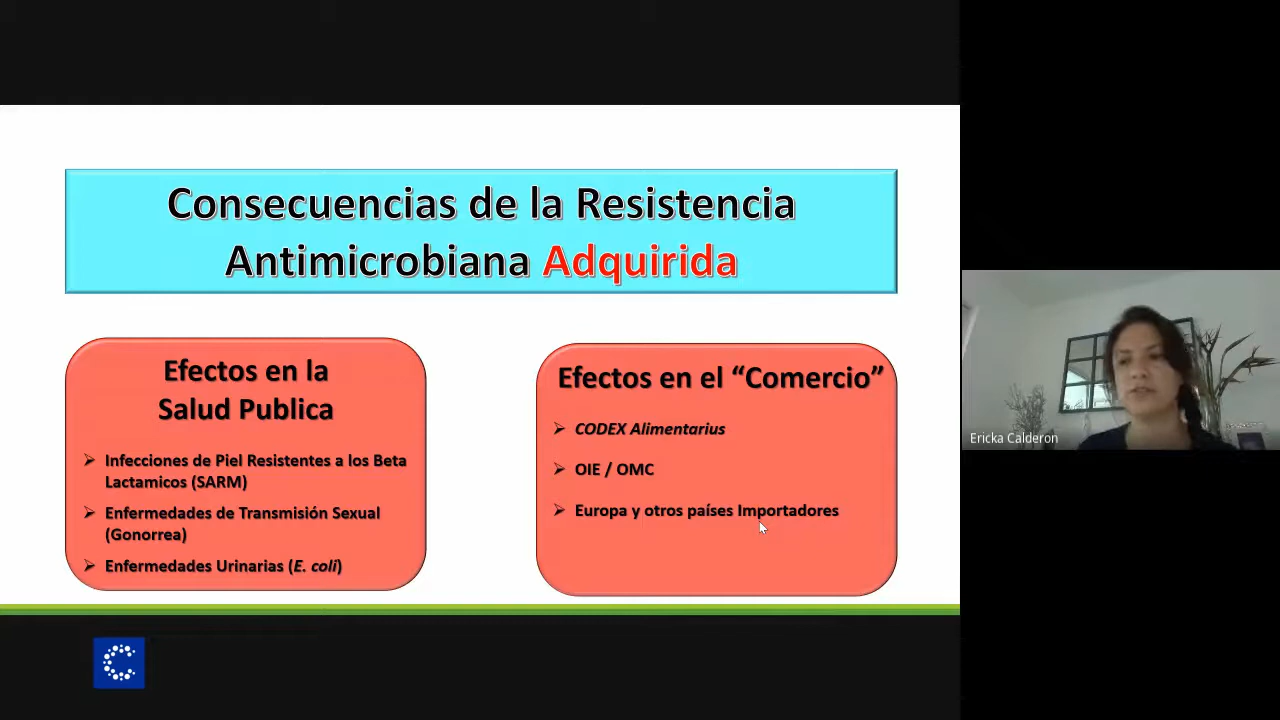 Consecuencias de la Resistencia
Antimicrobiana Adquirida
Efectos en la
Salud Publica
Infecciones de Piel Resistentes a los Beta
Lactamicos (SARM)
Enfermedades de Transmisión Sexual
(Gonorrea)
Enfermedades Urinarias (E. coli)
Efectos en el “Comercio”
CODEX Alimentarius
OIE / OMC
Europa y otros países Importadores
Ericka Calderon